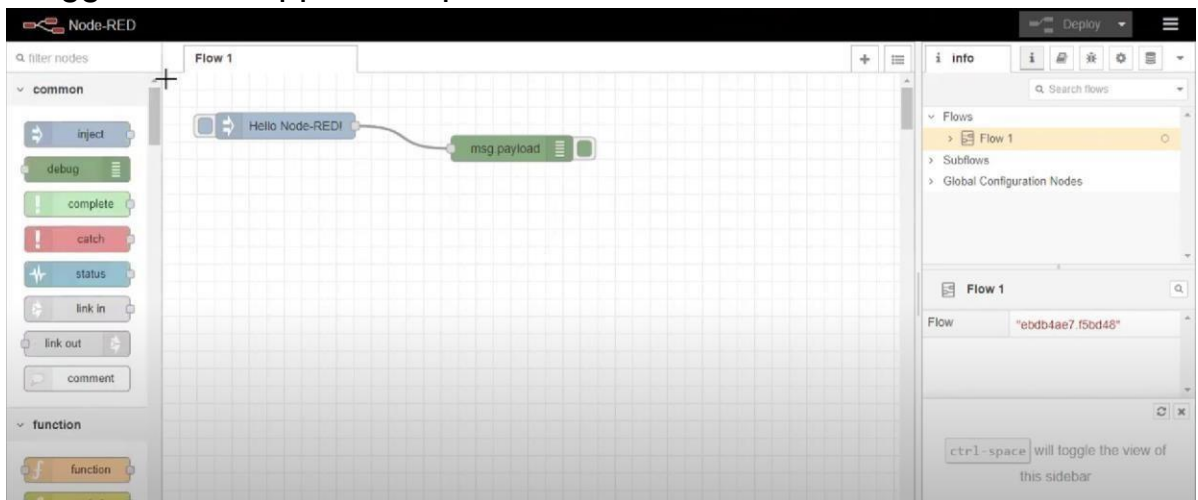 Node-RED
Deploy
filter nodes
Flow 1
i info
i
Search flows
common
Flows
inject
Hello Node-RED!
Flow 1
msg.payload
Subflows
debug
Global Configuration Nodes
complete
catch
status
Flow 1
link in
Flow
"ebdb4ae7.f5bd48"
link out
comment
function
ctrl-space will toggle the view of
this sidebar
f function